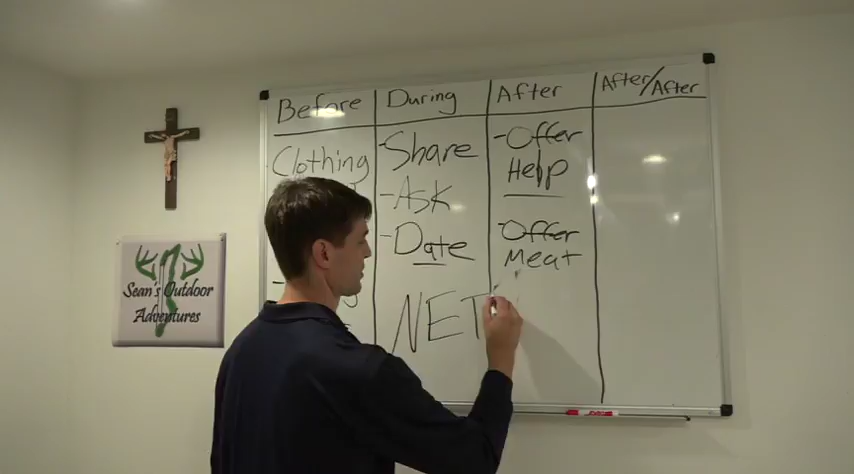 Before
During
After
After/After
Clothing
-Share
-Ask
-Date
-Offer
Help
-Offer
Meat
NET
Sean's Outdoor
Adventures